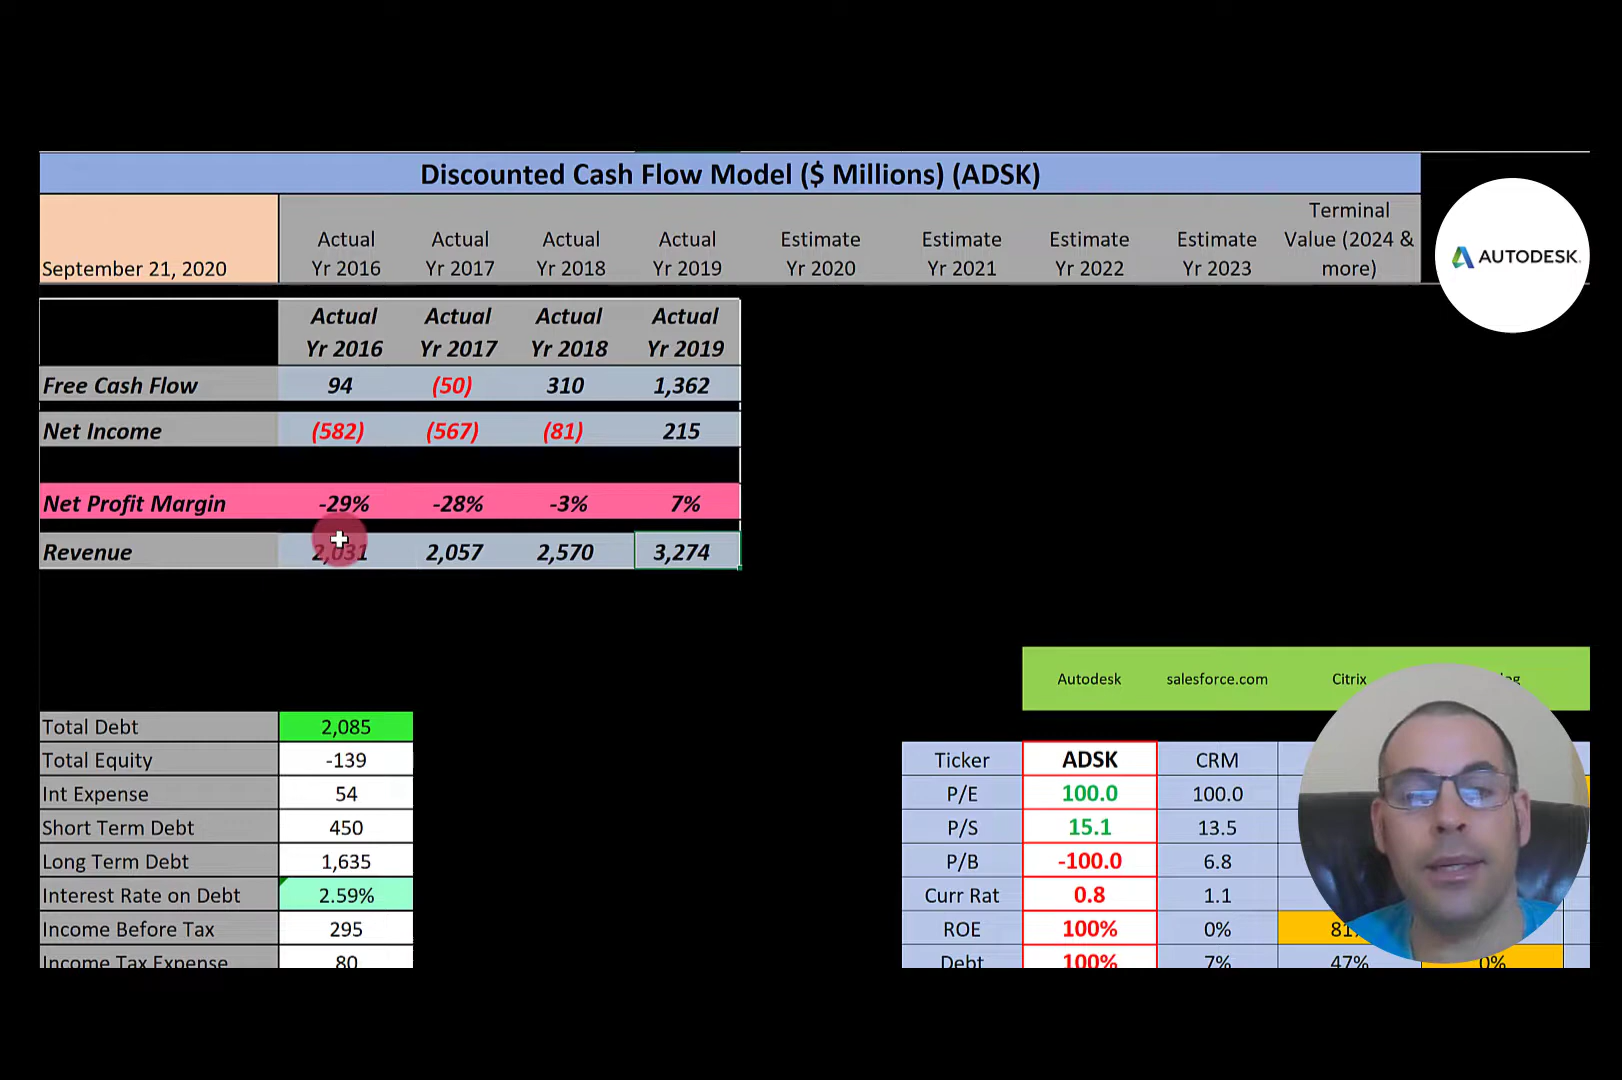 Discounted Cash Flow Model ($ Millions) (ADSK)
September 21, 2020
Actual Yr 2016
Actual Yr 2017
Actual Yr 2018
Actual Yr 2019
Estimate Yr 2020
Estimate Yr 2021
Estimate Yr 2022
Estimate Yr 2023
Terminal Value (2024 & more)
AUTODESK.
Actual Yr 2016
Actual Yr 2017
Actual Yr 2018
Actual Yr 2019
Free Cash Flow 94 (50) 310 1,362
Net Income (582) (567) (81) 215
Net Profit Margin -29% -28% -3% 7%
Revenue 2,031 2,057 2,570 3,274
Autodesk salesforce.com Citrix
Total Debt 2,085
Total Equity -139
Int Expense 54
Short Term Debt 450
Long Term Debt 1,635
Interest Rate on Debt 2.59%
Income Before Tax 295
Income Tax Expense 80
Ticker ADSK CRM
P/E 100.0 100.0
P/S 15.1 13.5
P/B -100.0 6.8
Curr Rat 0.8 1.1
ROE 100% 0%
Debt 100% 7% 47% 0%